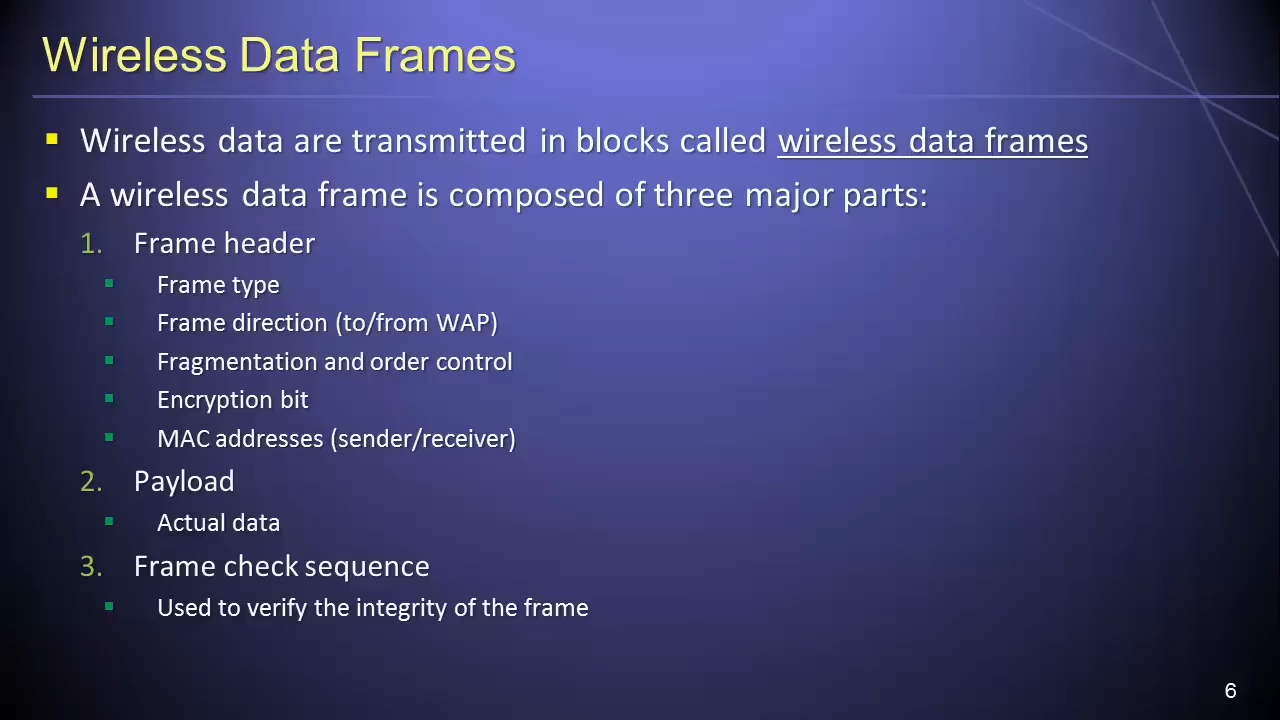 Wireless Data Frames
▪ Wireless data are transmitted in blocks called wireless data frames
▪ A wireless data frame is composed of three major parts:
1. Frame header
▪ Frame type
▪ Frame direction (to/from WAP)
▪ Fragmentation and order control
▪ Encryption bit
▪ MAC addresses (sender/receiver)
2. Payload
▪ Actual data
3. Frame check sequence
▪ Used to verify the integrity of the frame
6